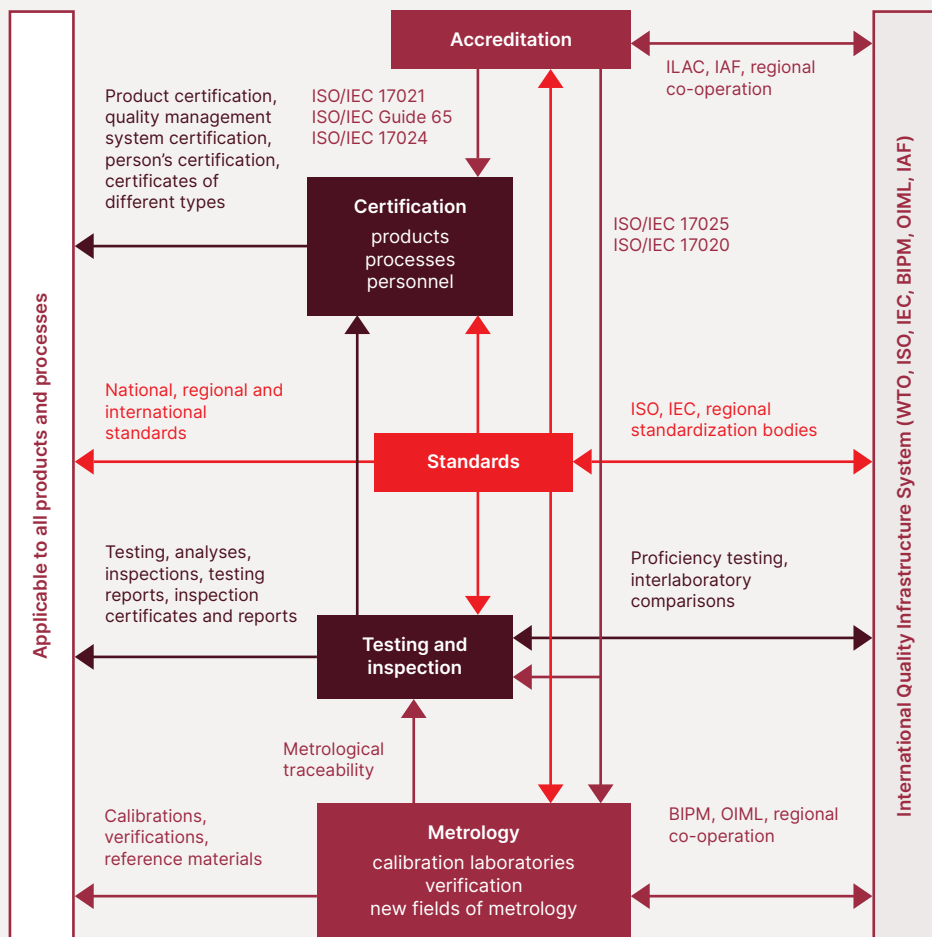 Accreditation
ILAC, IAF, regional
co-operation
Product certification,
quality management
system certification,
person's certification,
certificates of
different types
ISO/IEC 17021
ISO/IEC Guide 65
ISO/IEC 17024
Certification
products
processes
personnel
ISO/IEC 17025
ISO/IEC 17020
Applicable to all products and processes
International Quality Infrastructure System (WTO, ISO, IEC, BIPM, OIML, IAF)
National, regional and
international
standards
Standards
ISO, IEC, regional
standardization bodies
Testing, analyses,
inspections, testing
reports, inspection
certificates and reports
Testing and
inspection
Proficiency testing,
interlaboratory
comparisons
Metrological
traceability
Calibrations,
verifications,
reference materials
Metrology
calibration laboratories
verification
new fields of metrology
BIPM, OIML, regional
co-operation